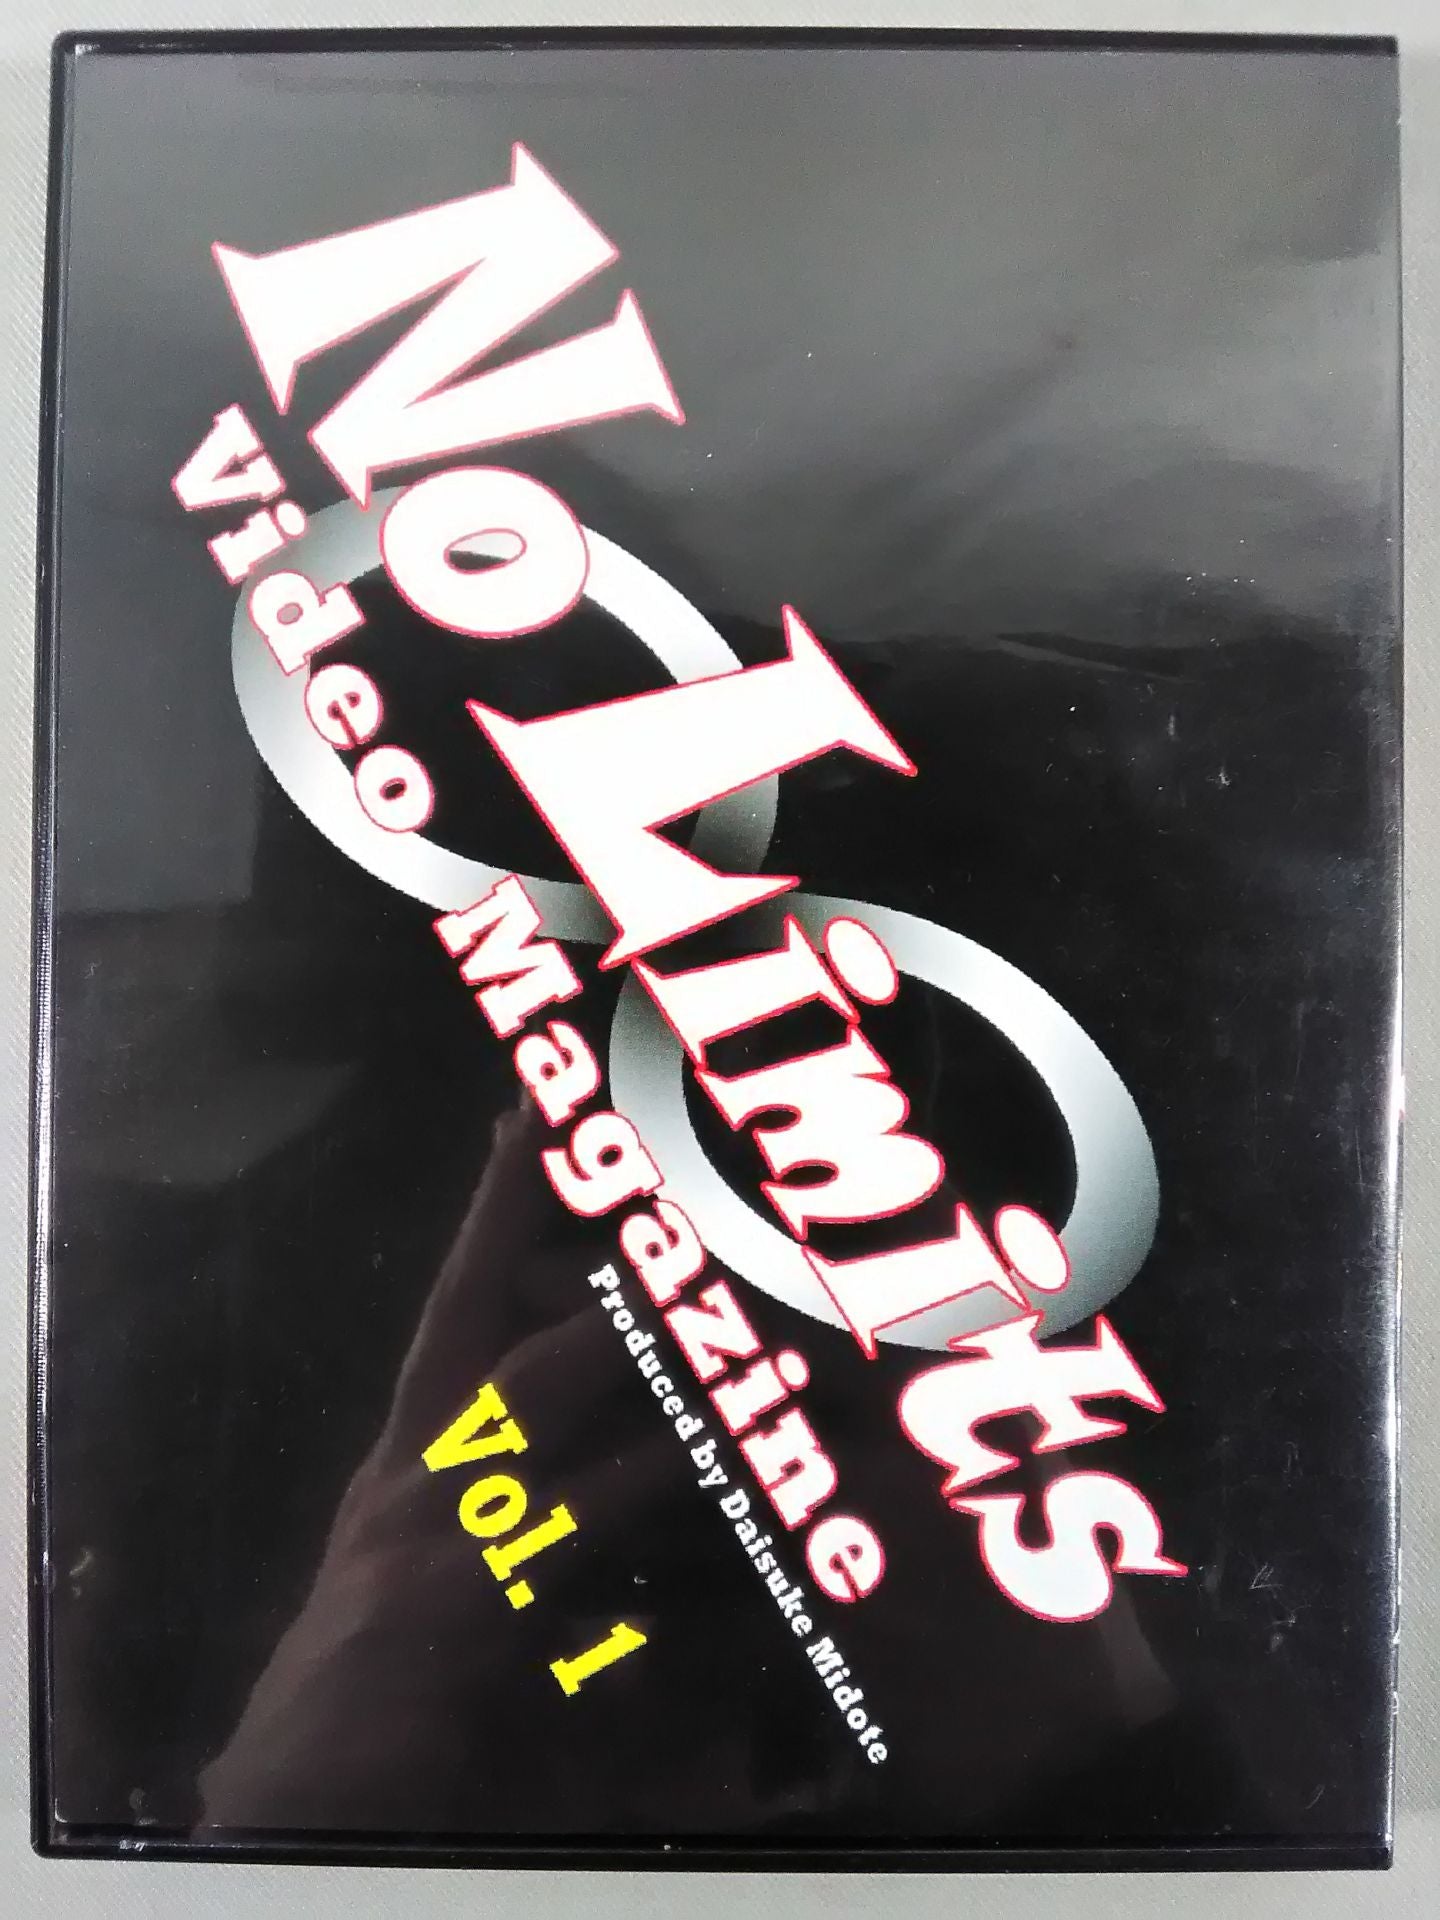 No Limits
Video Magazine
Produced by Daisuke Midote
Vol. 1